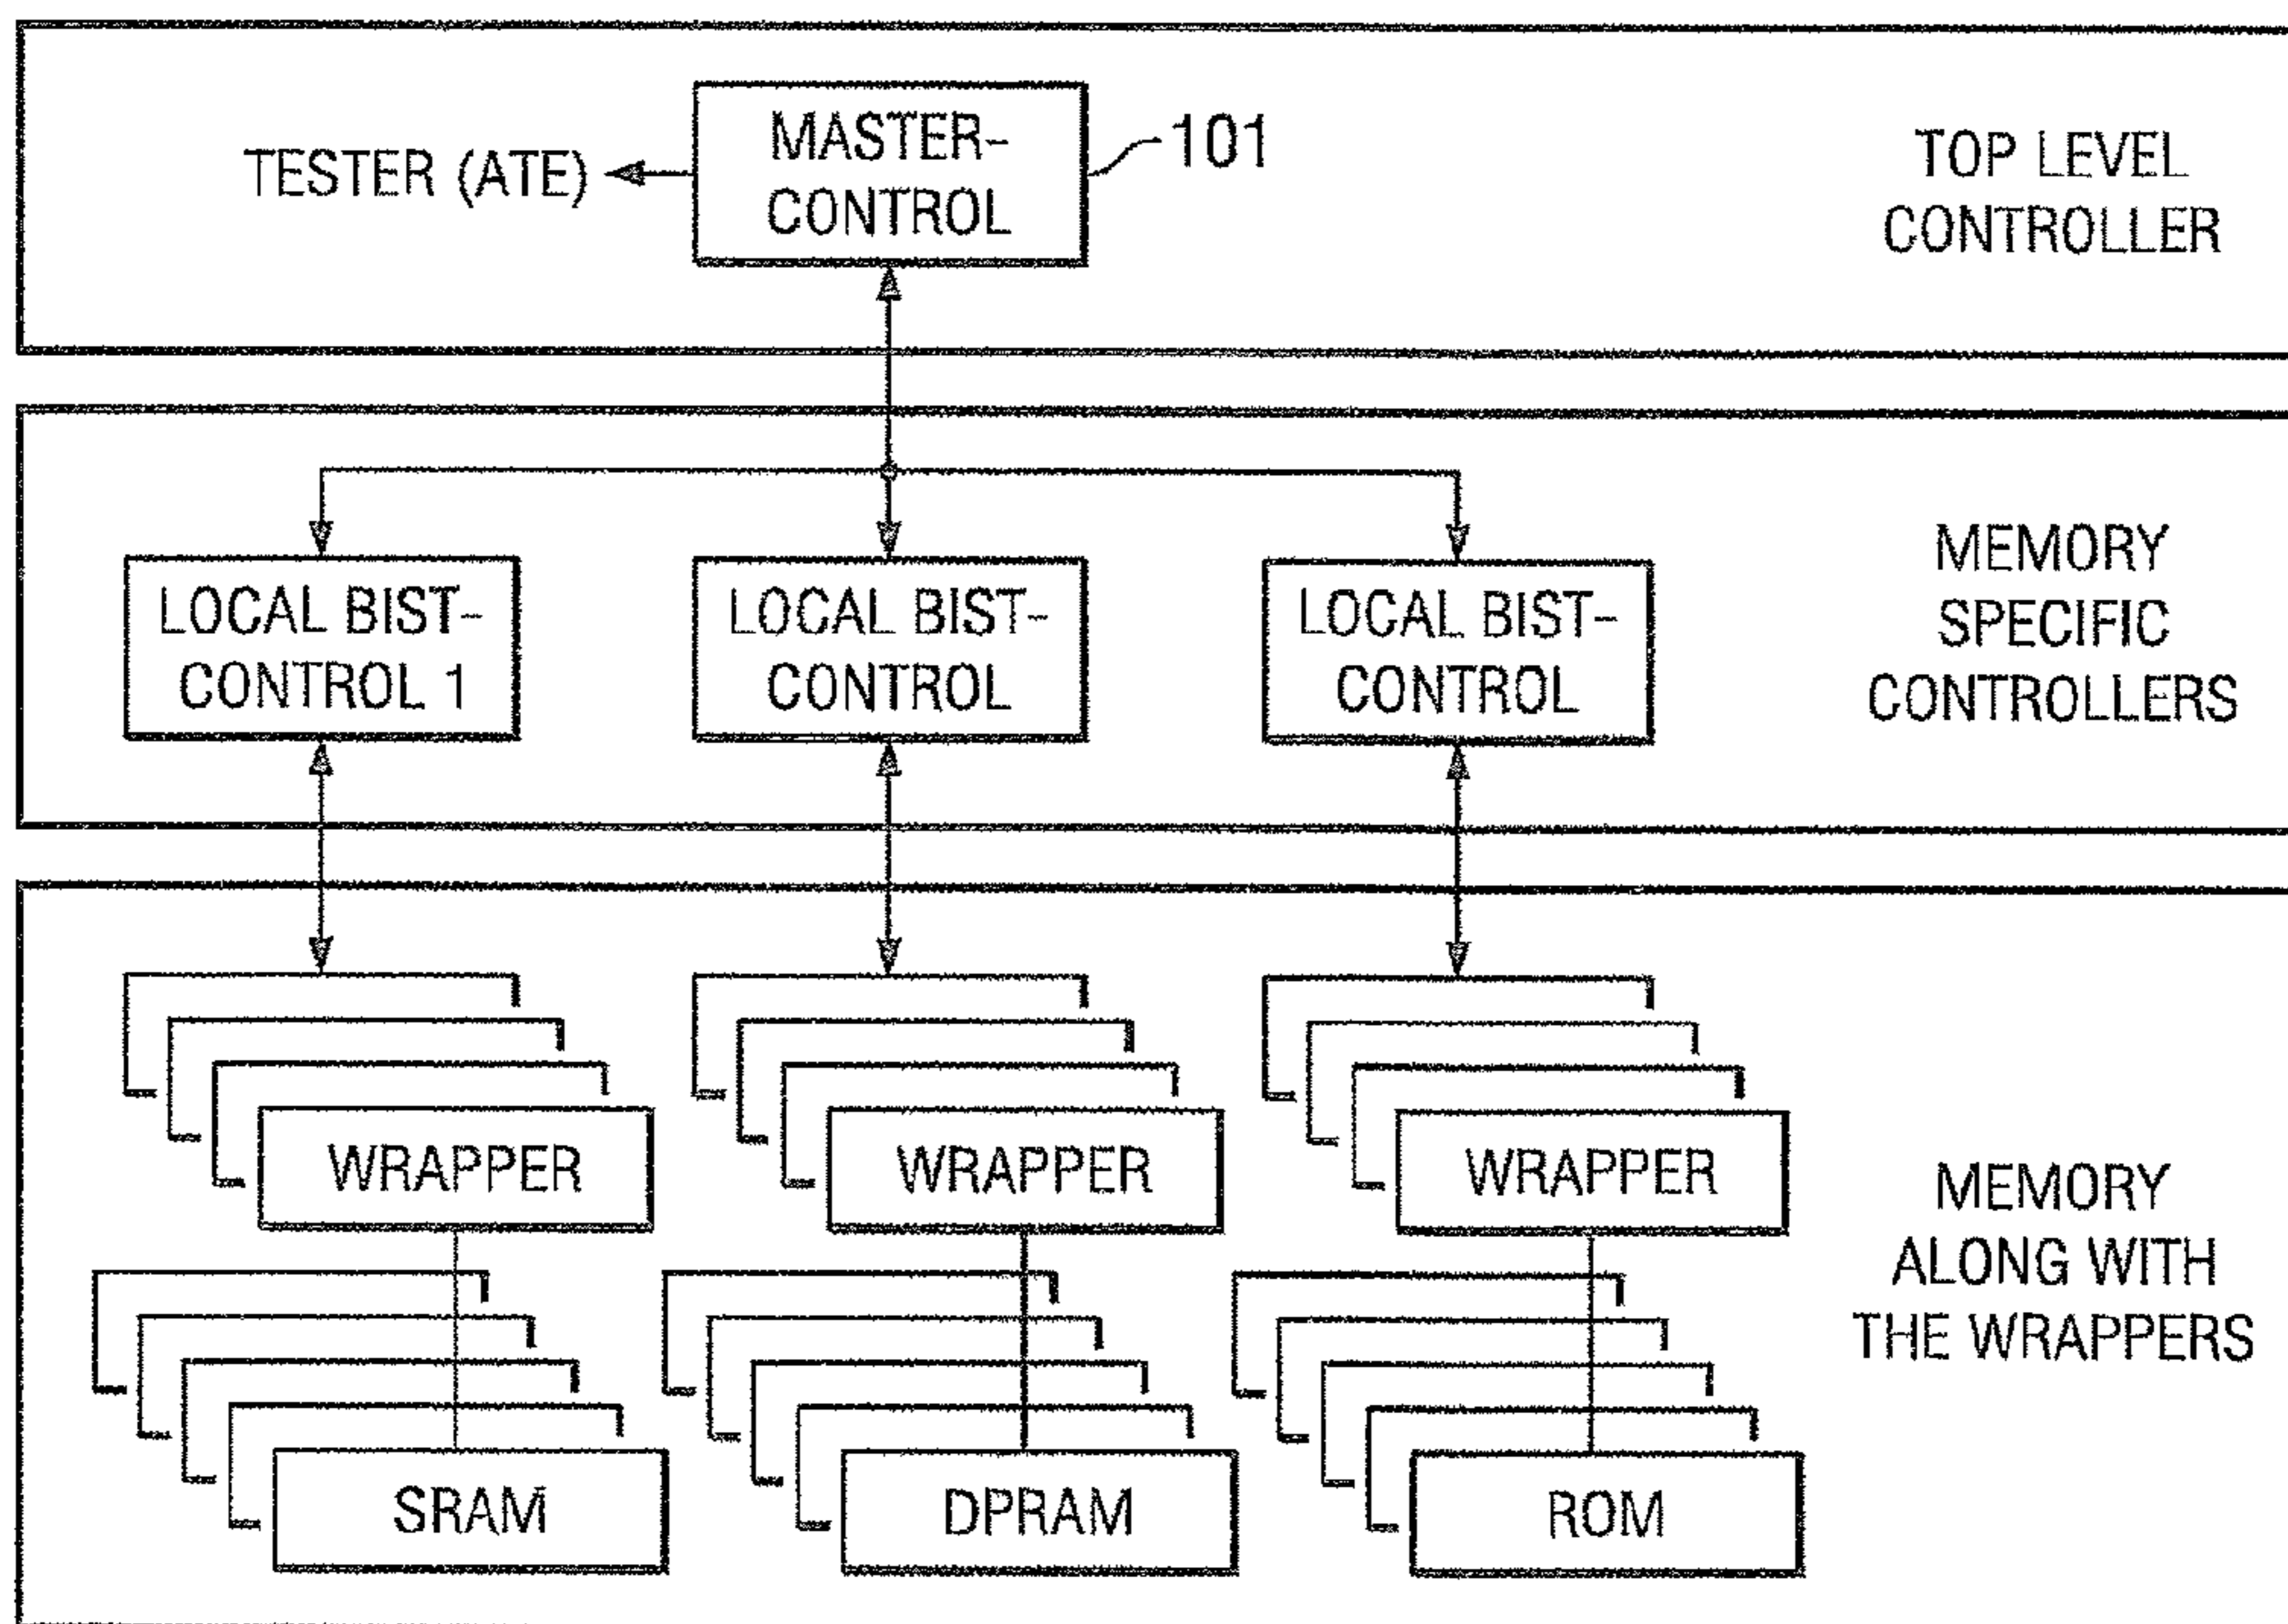 TESTER (ATE)
MASTER-
CONTROL
101
TOP LEVEL
CONTROLLER
LOCAL BIST-
CONTROL 1
LOCAL BIST-
CONTROL
LOCAL BIST-
CONTROL
MEMORY
SPECIFIC
CONTROLLERS
WRAPPER
WRAPPER
WRAPPER
MEMORY
ALONG WITH
THE WRAPPERS
SRAM
DPRAM
ROM